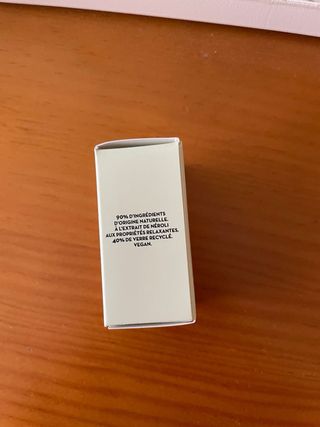 90% D'INGRÉDIENTS
D'ORIGINE NATURELLE.
À L'EXTRAIT DE NÉROLI
AUX PROPRIÉTÉS RELAXANTES.
40% DE VERRE RECYCLÉ.
VEGAN.